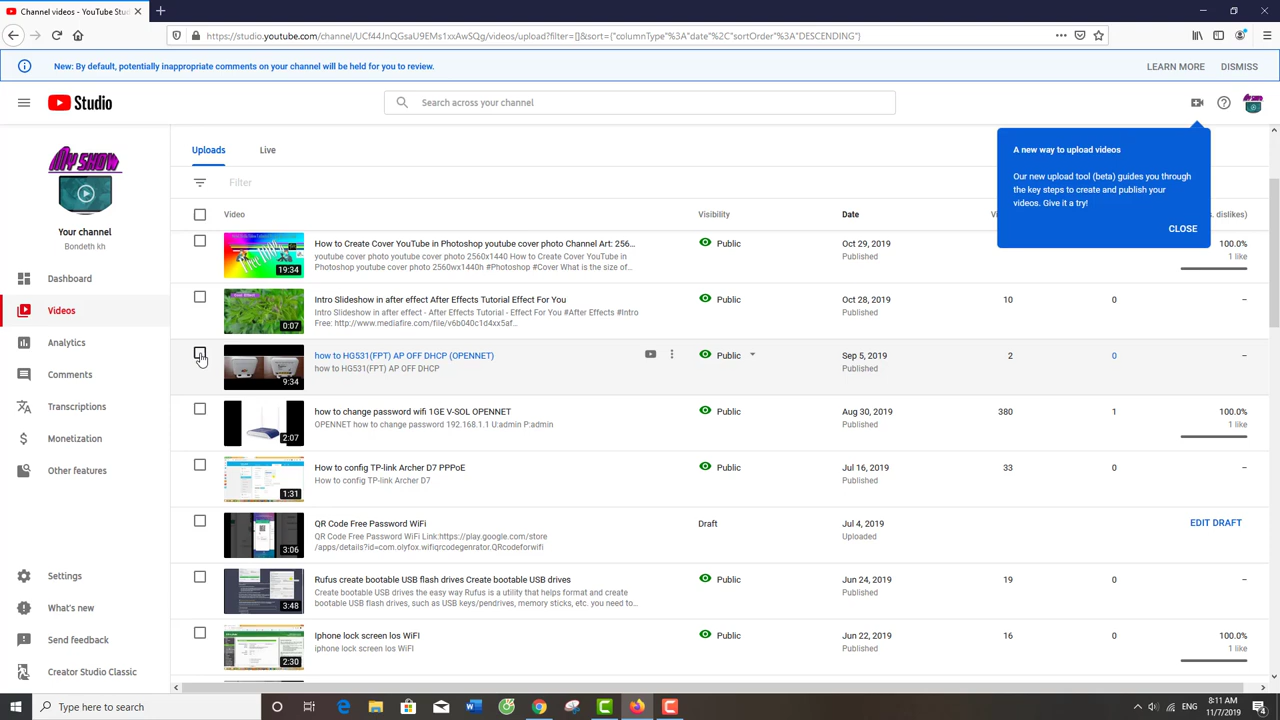 Channel videos - YouTube Studio
https://studio.youtube.com/channel/UCf44JnQGsaU9EMs1xxAwSQg/videos/upload?filter=[]&sort={"columnType"%3A"date"%2C"sortOrder"%3A"DESCENDING"}
New: By default, potentially inappropriate comments on your channel will be held for you to review.
LEARN MORE
DISMISS
Studio
Search across your channel
My Show
Your channel
Bondeth kh
Dashboard
Videos
Analytics
Comments
Transcriptions
Monetization
Other features
Settings
What's new
Send feedback
Creator Studio Classic
Uploads
Live
Filter
A new way to upload videos
Our new upload tool (beta) guides you through
the key steps to create and publish your
videos. Give it a try!
CLOSE
Video
Visibility
Date
Vi
s. dislikes)
19:34
How to Create Cover YouTube in Photoshop youtube cover photo Channel Art: 256...
youtube cover photo youtube cover photo 2560x1440 How to Create Cover YouTube in
Photoshop youtube cover photo 2560wx1440h #Photoshop #Cover What is the size of...
Public
Oct 29, 2019
Published
100.0%
1 like
0:07
Intro Slideshow in after effect After Effects Tutorial Effect For You
Intro Slideshow in after effect - After Effects Tutorial - Effect For You #After Effects #Intro
Free: http://www.mediafire.com/file/v6b040c1d4xx5af...
Public
Oct 28, 2019
Published
10
0
–
9:34
how to HG531(FPT) AP OFF DHCP (OPENNET)
how to HG531(FPT) AP OFF DHCP
Public
Sep 5, 2019
Published
2
0
–
2:07
how to change password wifi 1GE V-SOL OPENNET
OPENNET how to change password 192.168.1.1 U:admin P:admin
Public
Aug 30, 2019
Published
380
1
100.0%
1 like
1:31
How to config TP-link Archer D7 PPPoE
How to config TP-link Archer D7
Public
Jul 16, 2019
Published
33
0
–
3:06
QR Code Free Password WiFi
QR Code Free Password WiFi Link:https://play.google.com/store
/apps/details?id=com.olyfox.wifiqrcodegenrator.QRcodeforwifi
Draft
Jul 4, 2019
Uploaded
EDIT DRAFT
3:48
Rufus create bootable USB flash drives Create bootable USB drives
Create bootable USB drives the easy way Rufus is a utility that helps format and create
bootable USB flash drives, such as USB keys/pendrives, memory sticks, etc. you need to...
Public
Jun 24, 2019
Published
19
0
–
2:30
Iphone lock screen los WiFI
iphone lock screen los WiFI
Public
Jun 22, 2019
Published
16
0
100.0%
1 like
Type here to search
ENG
8:11 AM
11/7/2019